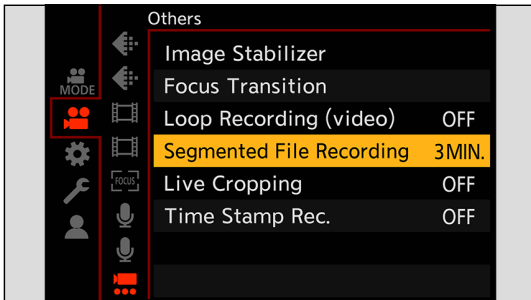 Others
MODE
Image Stabilizer
Focus Transition
Loop Recording (video) OFF
Segmented File Recording 3MIN.
FOCUS
Live Cropping OFF
Time Stamp Rec. OFF